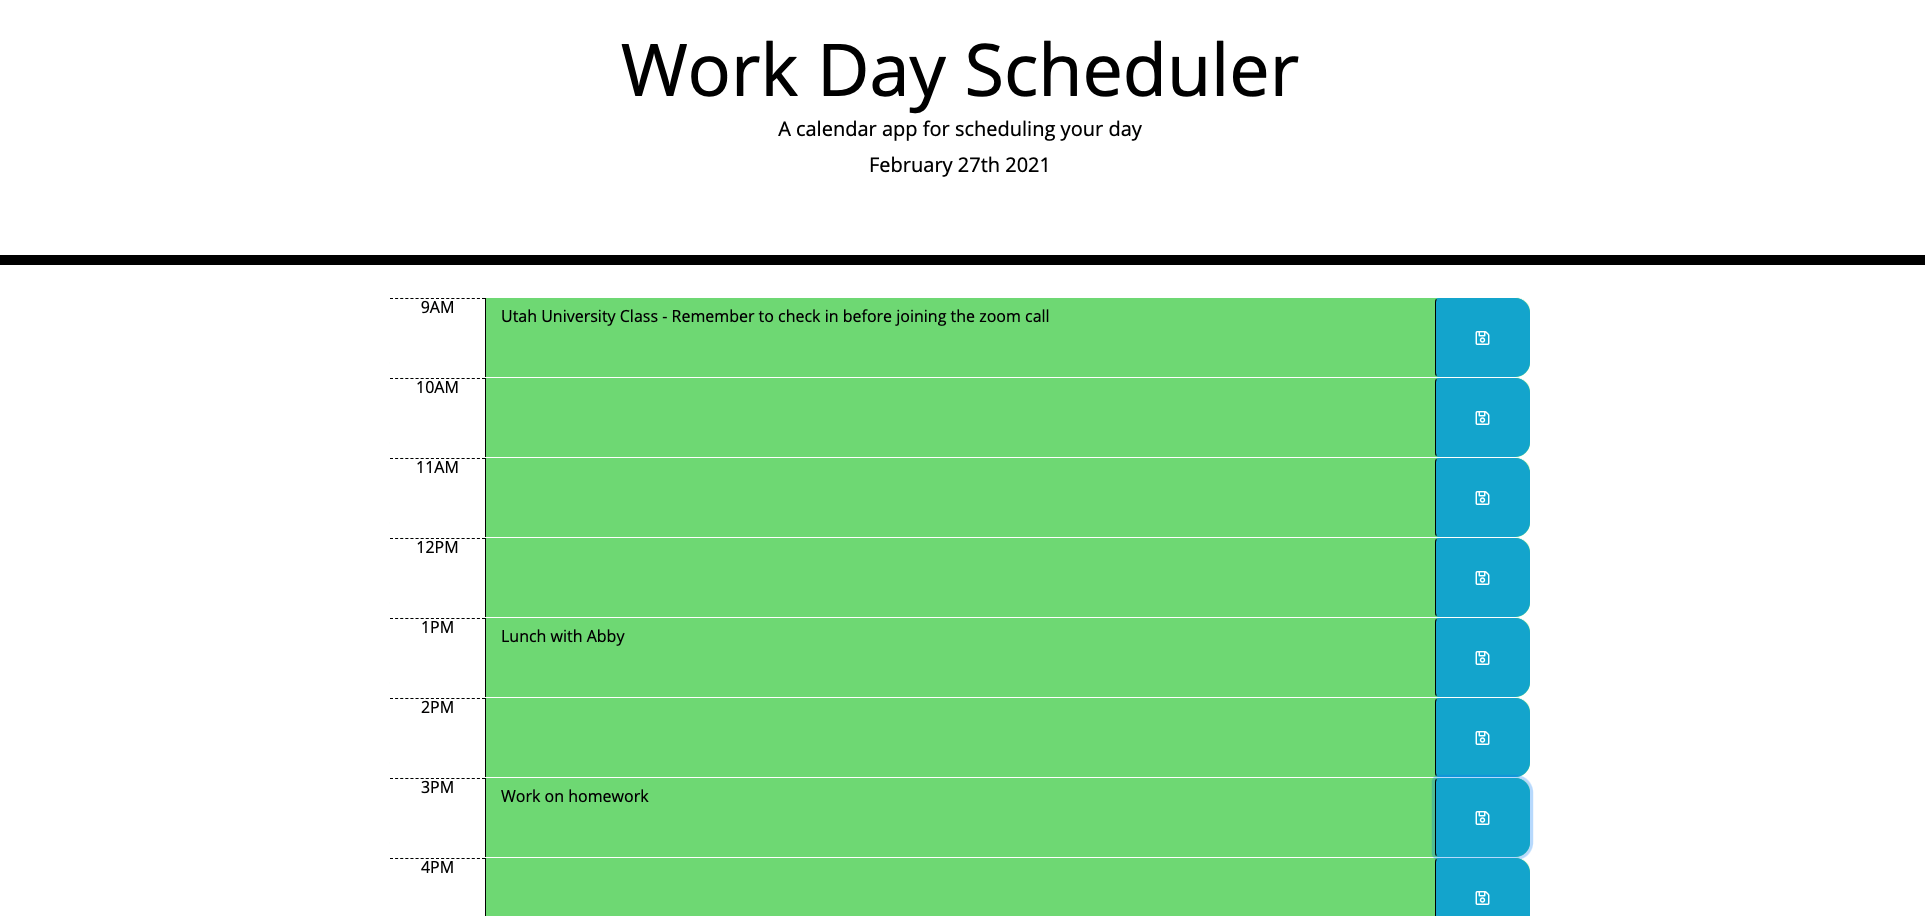 Work Day Scheduler
A calendar app for scheduling your day
February 27th 2021
9AM
Utah University Class - Remember to check in before joining the zoom call
10AM
11AM
12PM
1PM
Lunch with Abby
2PM
3PM
Work on homework
4PM